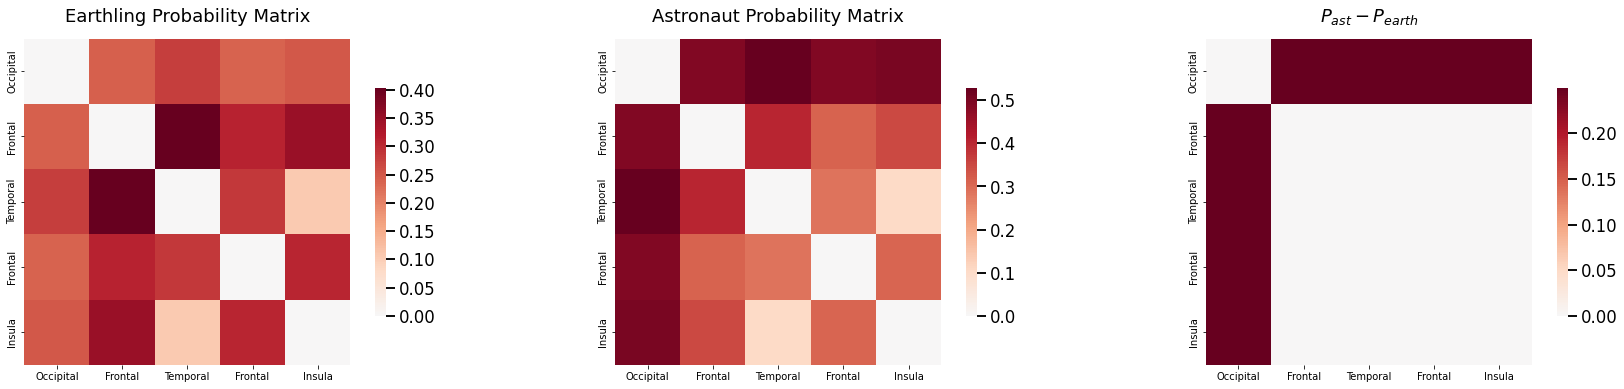 Earthling Probability Matrix
Occipital
Frontal
Temporal
Frontal
Insula
Occipital Frontal Temporal Frontal Insula
0.40
0.35
0.30
0.25
0.20
0.15
0.10
0.05
0.00
Astronaut Probability Matrix
Occipital
Frontal
Temporal
Frontal
Insula
Occipital Frontal Temporal Frontal Insula
0.5
0.4
0.3
0.2
0.1
0.0
P_ast − P_earth
Occipital
Frontal
Temporal
Frontal
Insula
Occipital Frontal Temporal Frontal Insula
0.20
0.15
0.10
0.05
0.00